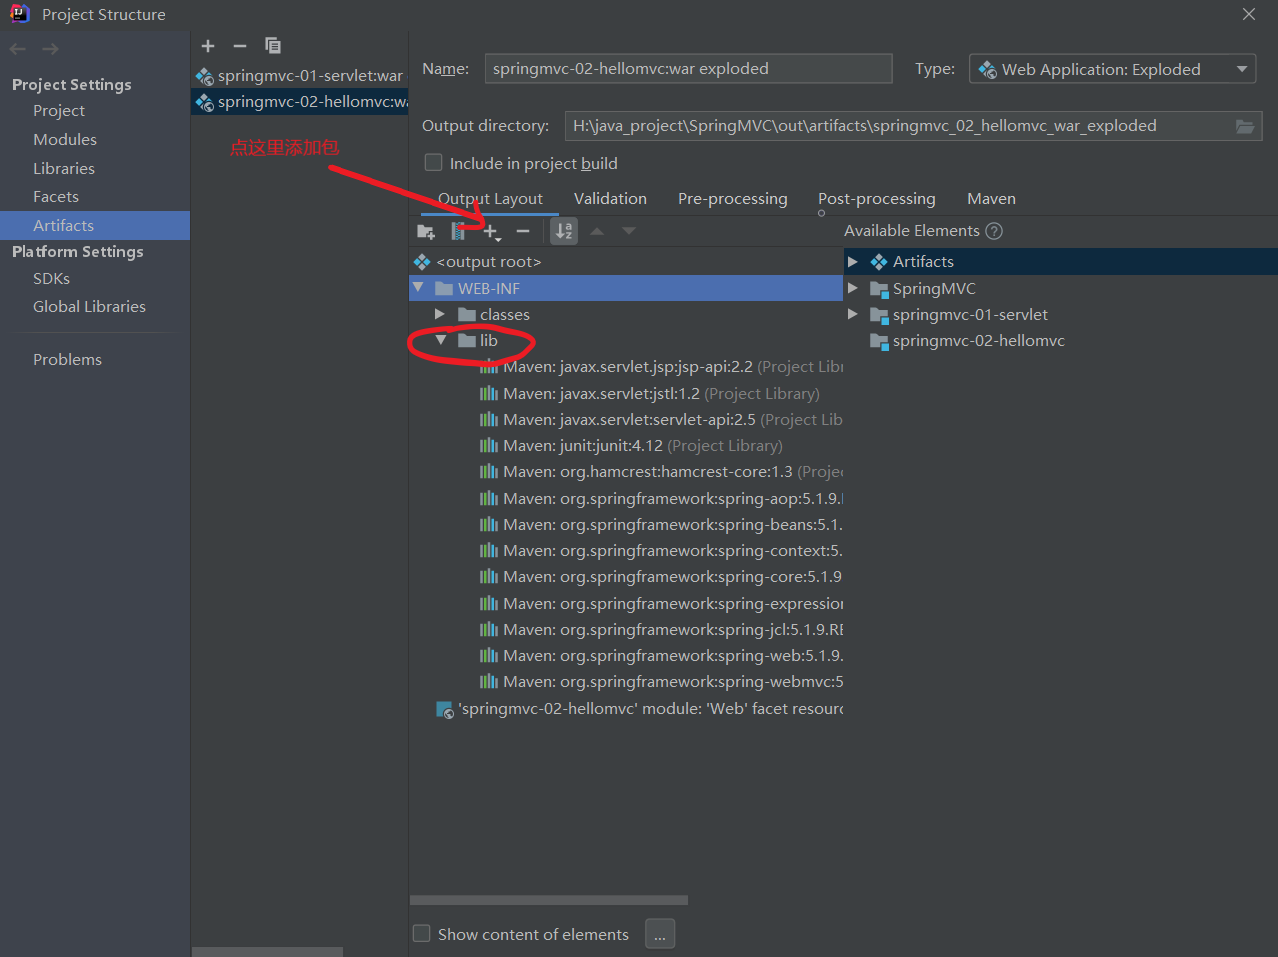 Project Structure
Project Settings
Project
Modules
Libraries
Facets
Artifacts
Platform Settings
SDKs
Global Libraries
Problems
springmvc-01-servlet:war
springmvc-02-hellomvc:wa
点这里添加包
Name: springmvc-02-hellomvc:war exploded
Type: Web Application: Exploded
Output directory: H:\java_project\SpringMVC\out\artifacts\springmvc_02_hellomvc_war_exploded
Include in project build
Output Layout Validation Pre-processing Post-processing Maven
<output root>
WEB-INF
classes
lib
Maven: javax.servlet.jsp:jsp-api:2.2 (Project Libr
Maven: javax.servlet:jstl:1.2 (Project Library)
Maven: javax.servlet:servlet-api:2.5 (Project Lib
Maven: junit:junit:4.12 (Project Library)
Maven: org.hamcrest:hamcrest-core:1.3 (Projec
Maven: org.springframework:spring-aop:5.1.9.
Maven: org.springframework:spring-beans:5.1.
Maven: org.springframework:spring-context:5.
Maven: org.springframework:spring-core:5.1.9
Maven: org.springframework:spring-expression
Maven: org.springframework:spring-jcl:5.1.9.RE
Maven: org.springframework:spring-web:5.1.9.
Maven: org.springframework:spring-webmvc:5
'springmvc-02-hellomvc' module: 'Web' facet resourc
Available Elements ?
Artifacts
SpringMVC
springmvc-01-servlet
springmvc-02-hellomvc
Show content of elements ...